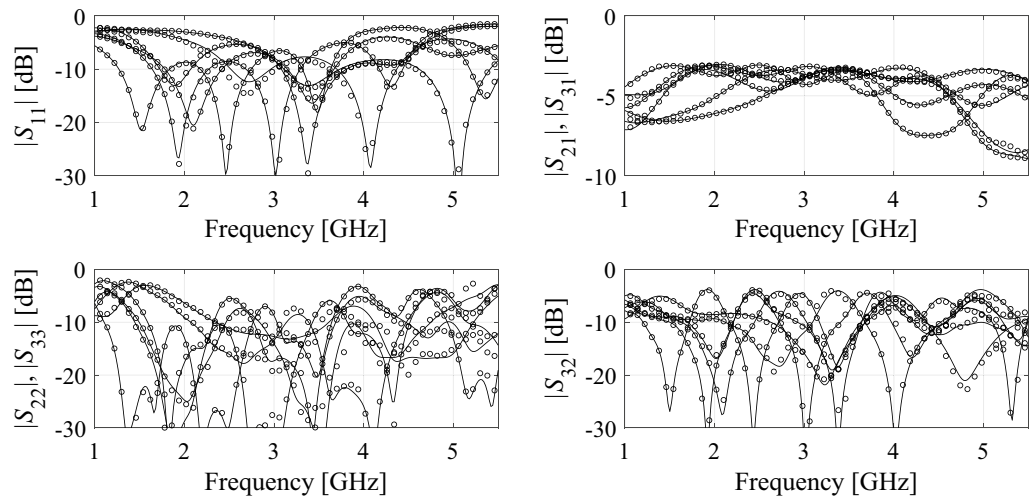 0
-10
-20
-30
|S11| [dB]
1 2 3 4 5
Frequency [GHz]
0
-5
-10
|S21|, |S31| [dB]
1 2 3 4 5
Frequency [GHz]
0
-10
-20
-30
|S22|, |S33| [dB]
1 2 3 4 5
Frequency [GHz]
0
-10
-20
-30
|S32| [dB]
1 2 3 4 5
Frequency [GHz]